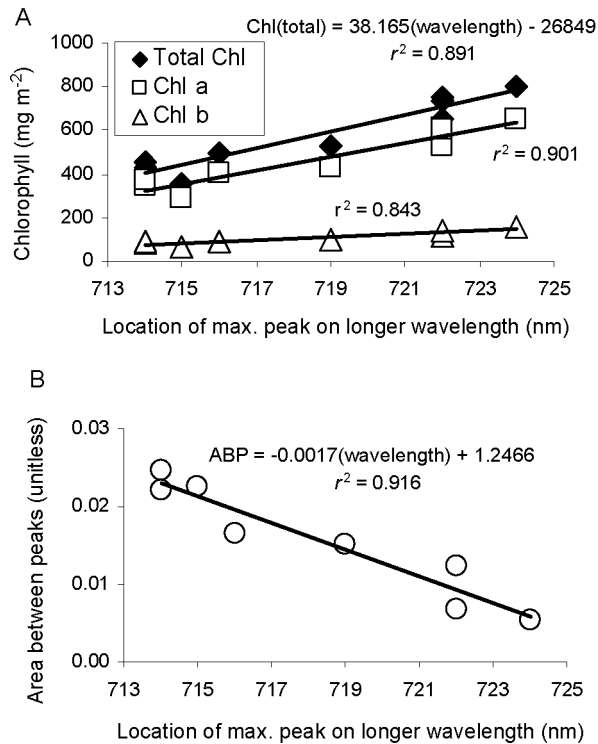 A
Chl(total) = 38.165(wavelength) - 26849
r² = 0.891
Total Chl
Chl a
Chl b
r² = 0.901
r² = 0.843
Chlorophyll (mg m⁻²)
1000
800
600
400
200
0
713 715 717 719 721 723 725
Location of max. peak on longer wavelength (nm)
B
ABP = -0.0017(wavelength) + 1.2466
r² = 0.916
Area between peaks (unitless)
0.03
0.02
0.01
0.00
713 715 717 719 721 723 725
Location of max. peak on longer wavelength (nm)